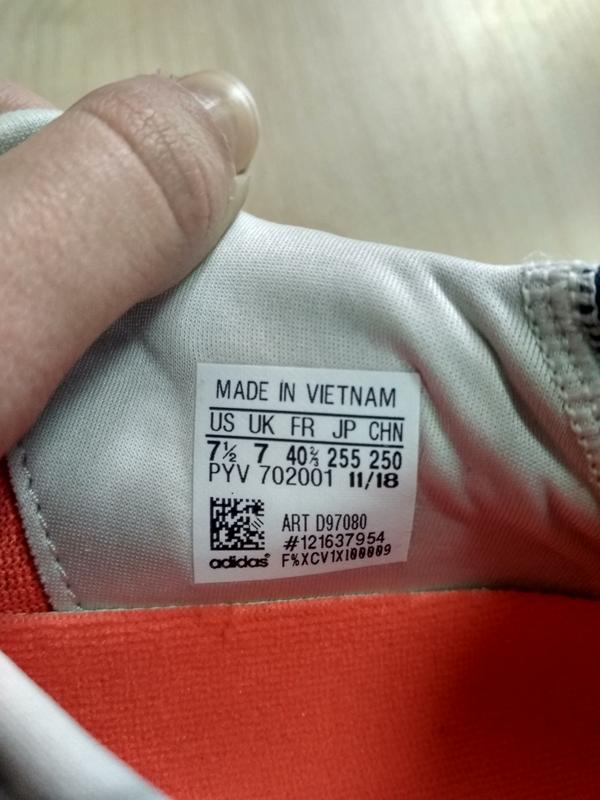 MADE IN VIETNAM
US UK FR JP CHN
7½ 7 40⅔ 255 250
PYV 702001 11/18
ART D97080
#121637954
adidas® F%XCV1XI00009